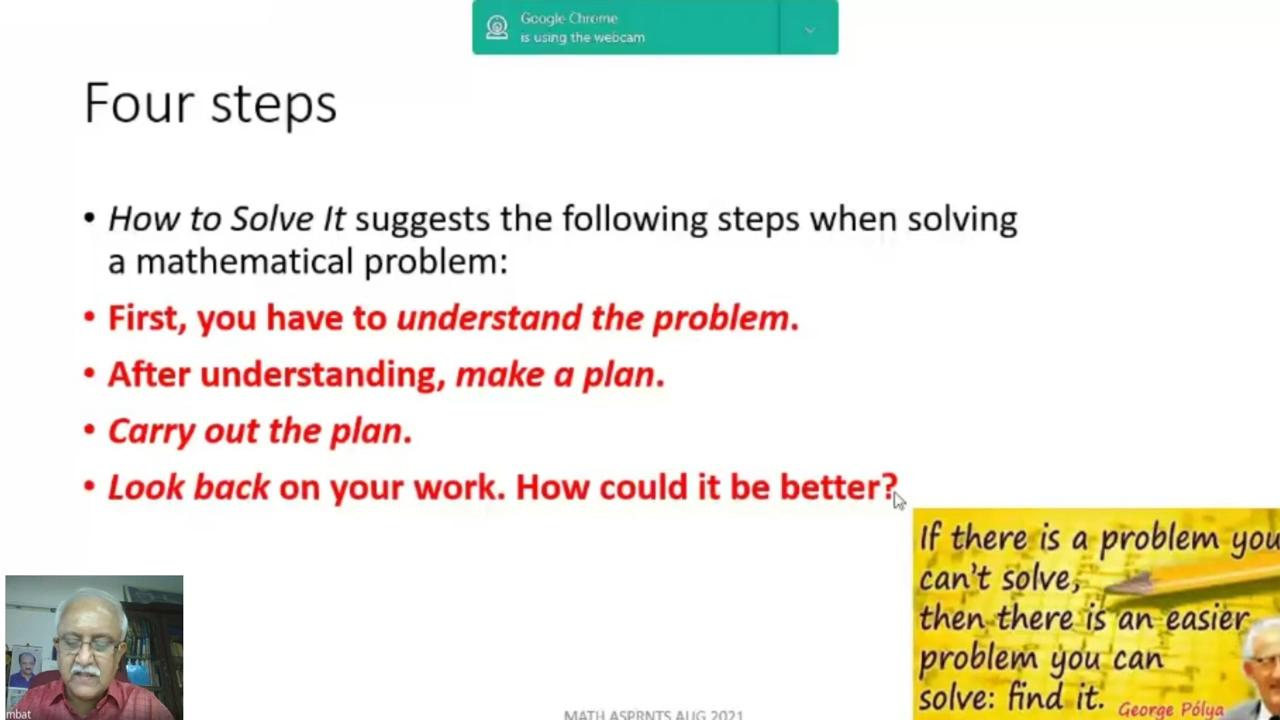 Google Chrome
is using the webcam
Four steps
• How to Solve It suggests the following steps when solving
a mathematical problem:
• First, you have to understand the problem.
• After understanding, make a plan.
• Carry out the plan.
• Look back on your work. How could it be better?
If there is a problem you
can't solve,
then there is an easier
problem you can
solve: find it.
George Pólya
mbat
MATH ASPRNTS AUG 2021